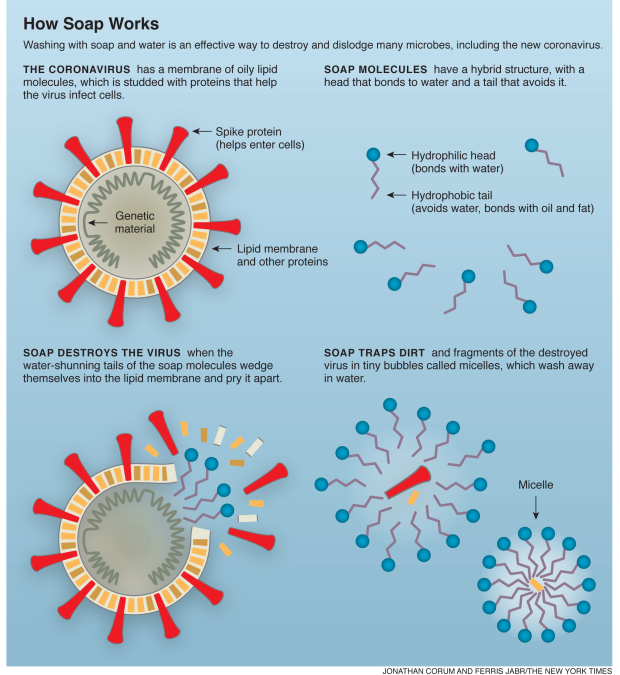 How Soap Works
Washing with soap and water is an effective way to destroy and dislodge many microbes, including the new coronavirus.
THE CORONAVIRUS has a membrane of oily lipid
molecules, which is studded with proteins that help
the virus infect cells.
Spike protein
(helps enter cells)
Genetic
material
Lipid membrane
and other proteins
SOAP MOLECULES have a hybrid structure, with a
head that bonds to water and a tail that avoids it.
Hydrophilic head
(bonds with water)
Hydrophobic tail
(avoids water, bonds with oil and fat)
SOAP DESTROYS THE VIRUS when the
water-shunning tails of the soap molecules wedge
themselves into the lipid membrane and pry it apart.
SOAP TRAPS DIRT and fragments of the destroyed
virus in tiny bubbles called micelles, which wash away
in water.
Micelle
JONATHAN CORUM AND FERRIS JABR/THE NEW YORK TIMES